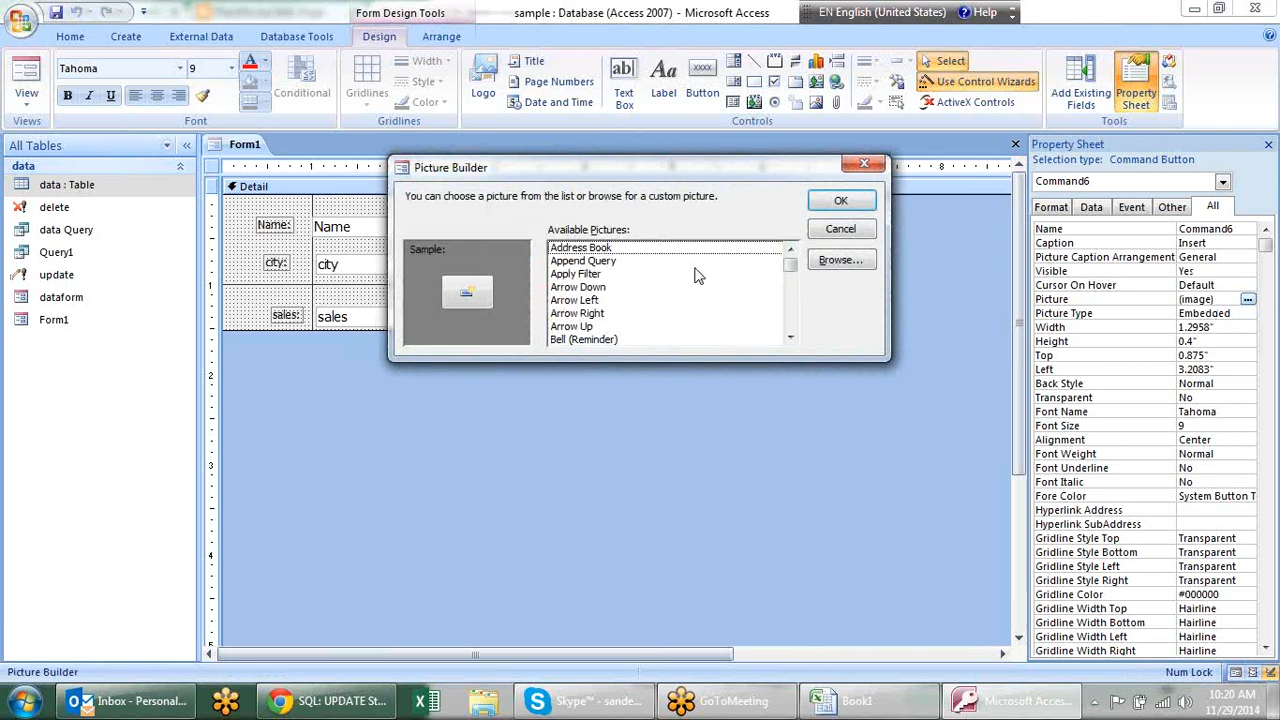 Form Design Tools
sample : Database (Access 2007) - Microsoft Access
EN English (United States)
Help
Home
Create
External Data
Database Tools
Design
Arrange
View
Views
Tahoma
9
B I U
A
Conditional
Font
Gridlines
Width
Style
Color
Gridlines
Logo
Title
Page Numbers
Date and Time
ab|
Text Box
Aa
Label
xxxx
Button
Controls
Select
Use Control Wizards
ActiveX Controls
Add Existing Fields
Property Sheet
Tools
All Tables
data
data : Table
delete
data Query
Query1
update
dataform
Form1
Form1
1
8
Detail
Name:
Name
city:
city
1
sales:
sales
2
3
4
5
Picture Builder
You can choose a picture from the list or browse for a custom picture.
Sample:
Available Pictures:
Address Book
Append Query
Apply Filter
Arrow Down
Arrow Left
Arrow Right
Arrow Up
Bell (Reminder)
OK
Cancel
Browse...
Property Sheet
Selection type: Command Button
Command6
Format Data Event Other All
Name Command6
Caption Insert
Picture Caption Arrangement General
Visible Yes
Cursor On Hover Default
Picture (image)
Picture Type Embedded
Width 1.2958"
Height 0.4"
Top 0.875"
Left 3.2083"
Back Style Normal
Transparent No
Font Name Tahoma
Font Size 9
Alignment Center
Font Weight Normal
Font Underline No
Font Italic No
Fore Color System Button T
Hyperlink Address
Hyperlink SubAddress
Gridline Style Top Transparent
Gridline Style Bottom Transparent
Gridline Style Left Transparent
Gridline Style Right Transparent
Gridline Color #000000
Gridline Width Top Hairline
Gridline Width Bottom Hairline
Gridline Width Left Hairline
Gridline Width Right Hairline
Picture Builder
Num Lock
Inbox - Personal...
SQL: UPDATE St...
Skype™ - sande...
GoToMeeting
Book1
Microsoft Acces...
10:20 AM
11/29/2014